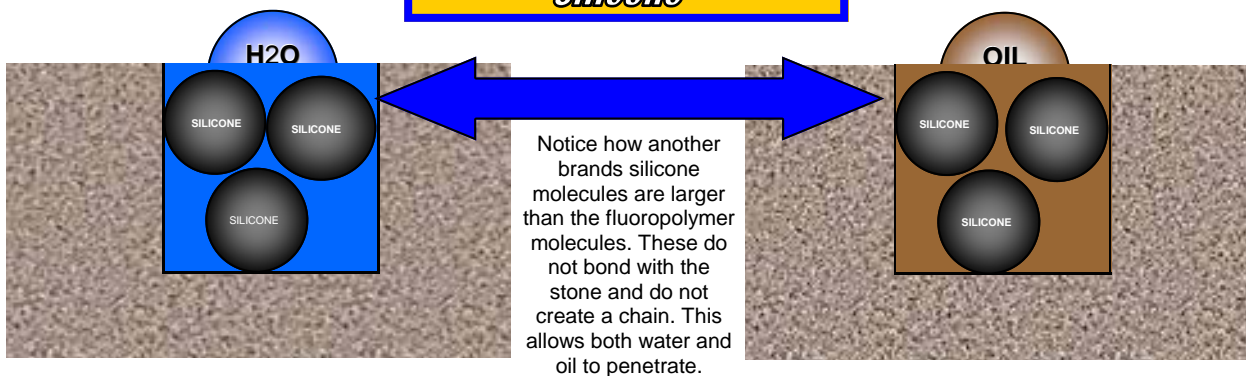 silicone
H2O
OIL
SILICONE
SILICONE
SILICONE
SILICONE
SILICONE
SILICONE
Notice how another
brands silicone
molecules are larger
than the fluoropolymer
molecules. These do
not bond with the
stone and do not
create a chain. This
allows both water and
oil to penetrate.